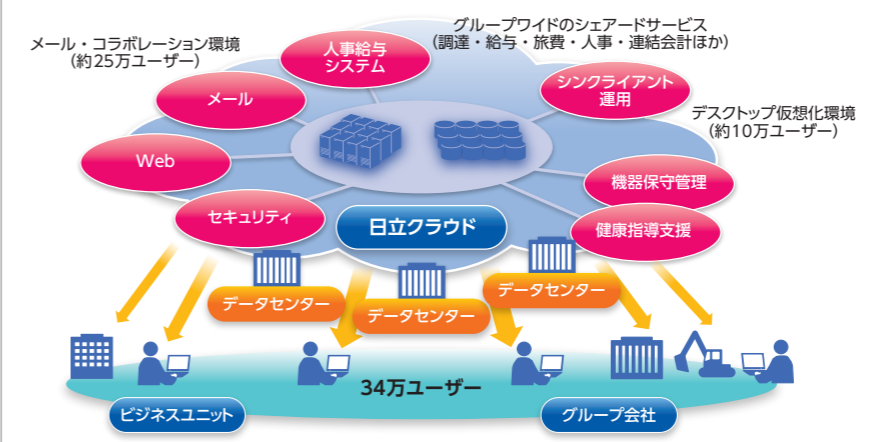 グループワイドのシェアードサービス
(調達・給与・旅費・人事・連結会計ほか)
メール・コラボレーション環境
(約25万ユーザー)
人事給与
システム
シンクライアント
運用
メール
デスクトップ仮想化環境
(約10万ユーザー)
Web
機器保守管理
セキュリティ
日立クラウド
健康指導支援
データセンター
データセンター
データセンター
34万ユーザー
ビジネスユニット
グループ会社